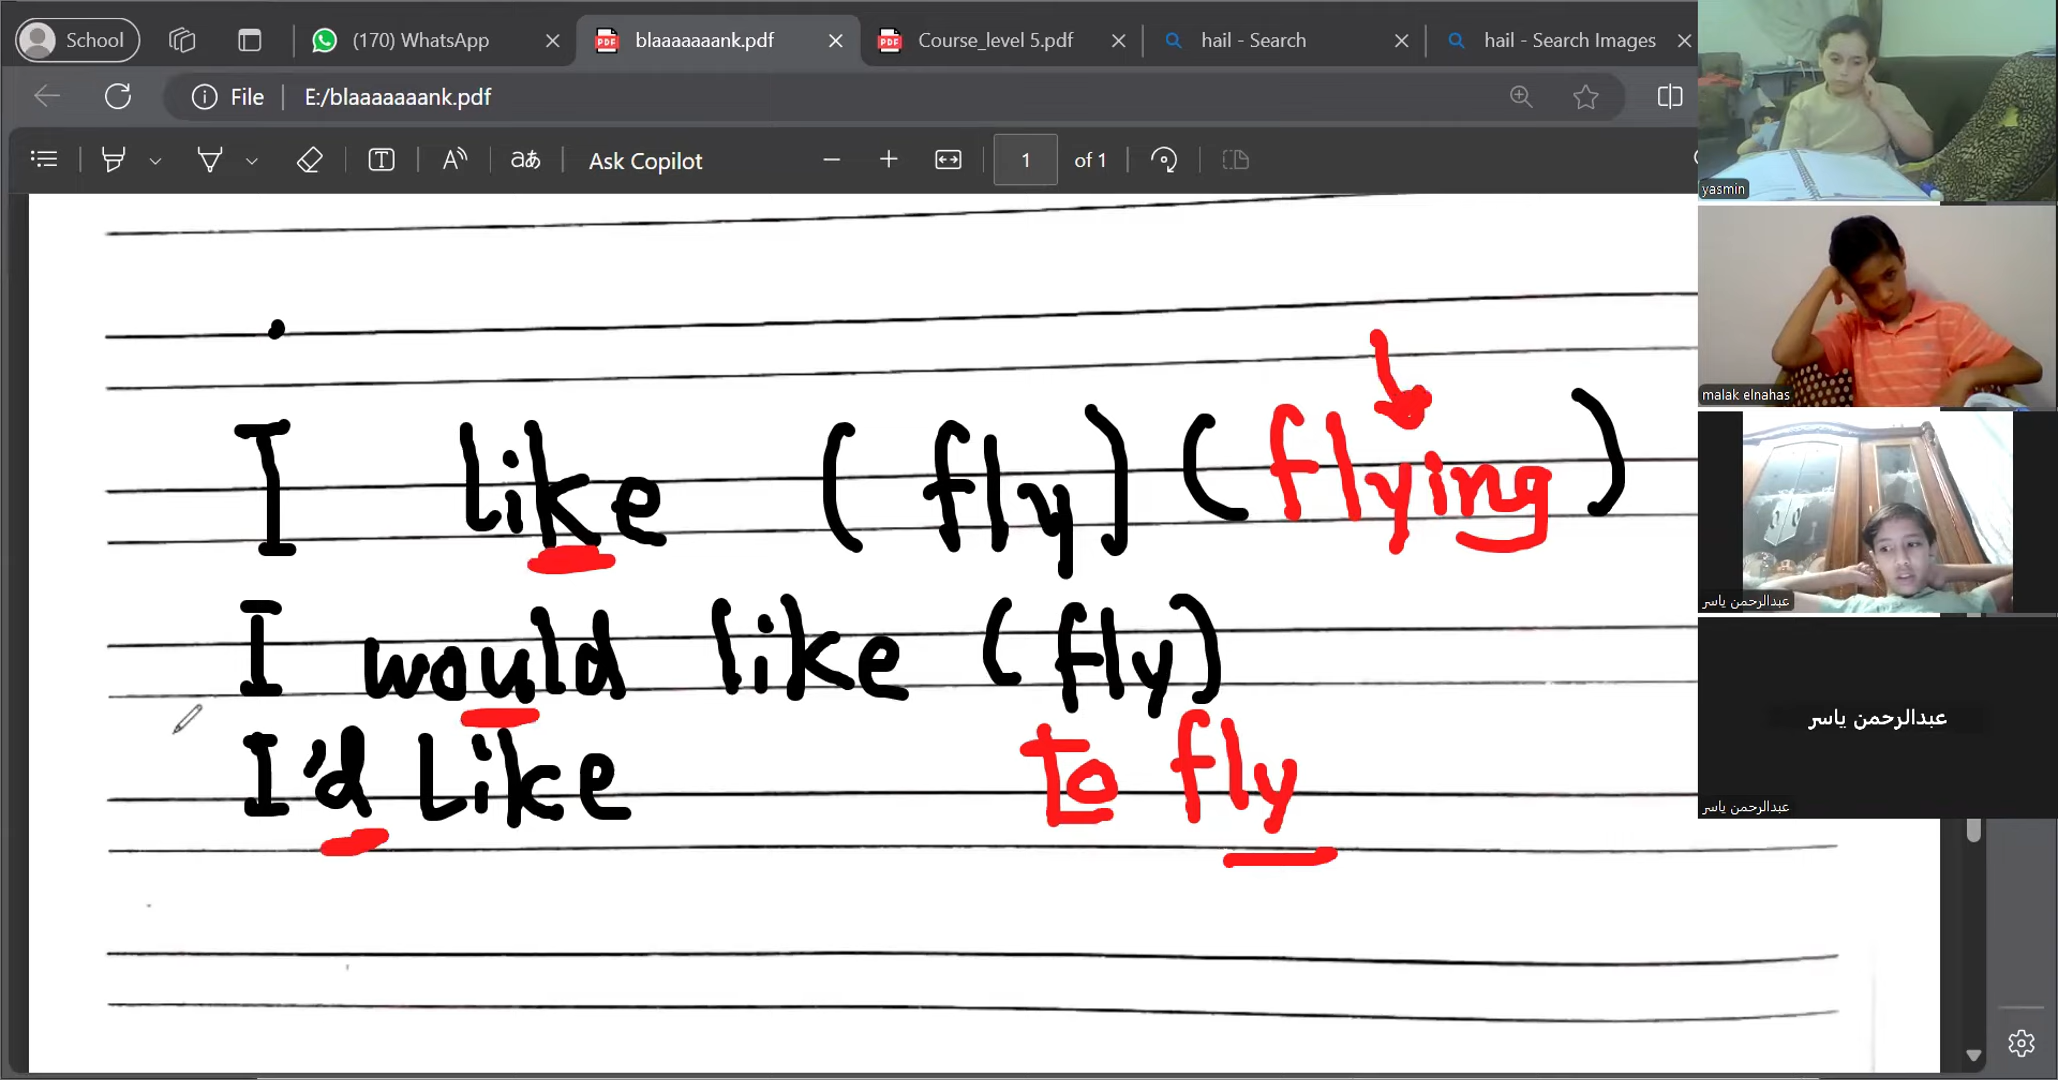 School
(170) WhatsApp
blaaaaaaank.pdf
Course_level 5.pdf
hail - Search
hail - Search Images
File
E:/blaaaaaaank.pdf
aあ
Ask Copilot
1
of 1
I like (fly) (flying)
I would like (fly)
I'd Like to fly
yasmin
malak elnahas
عبدالرحمن ياسر
عبدالرحمن ياسر
عبدالرحمن ياسر